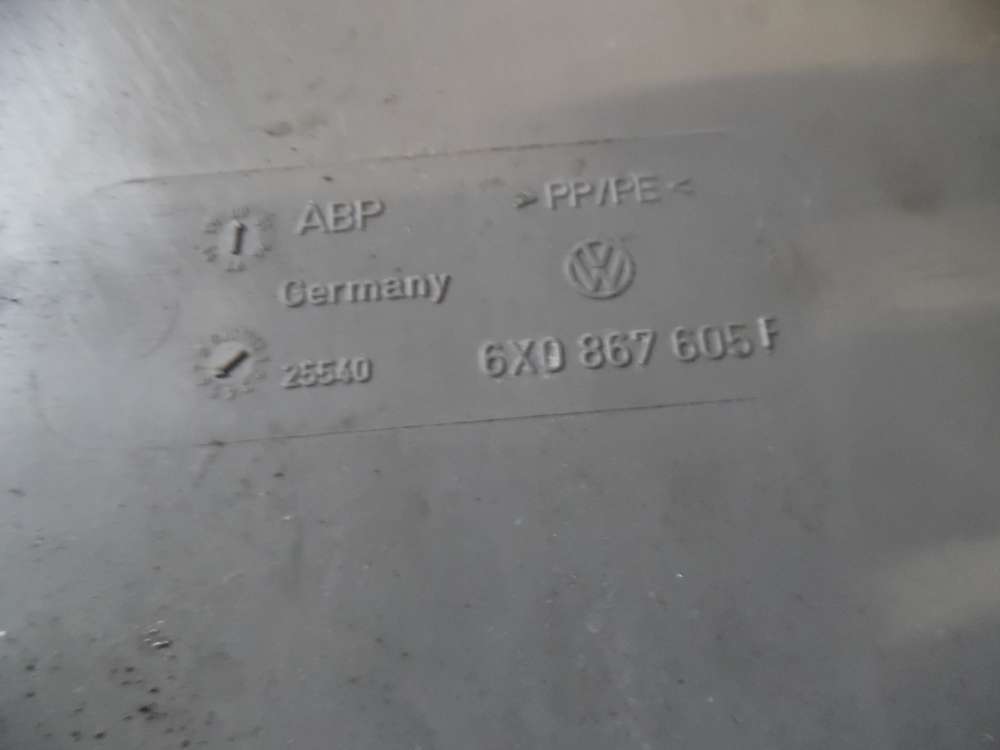 ABP >PP/PE<
Germany
25540 6X0 867 605 F